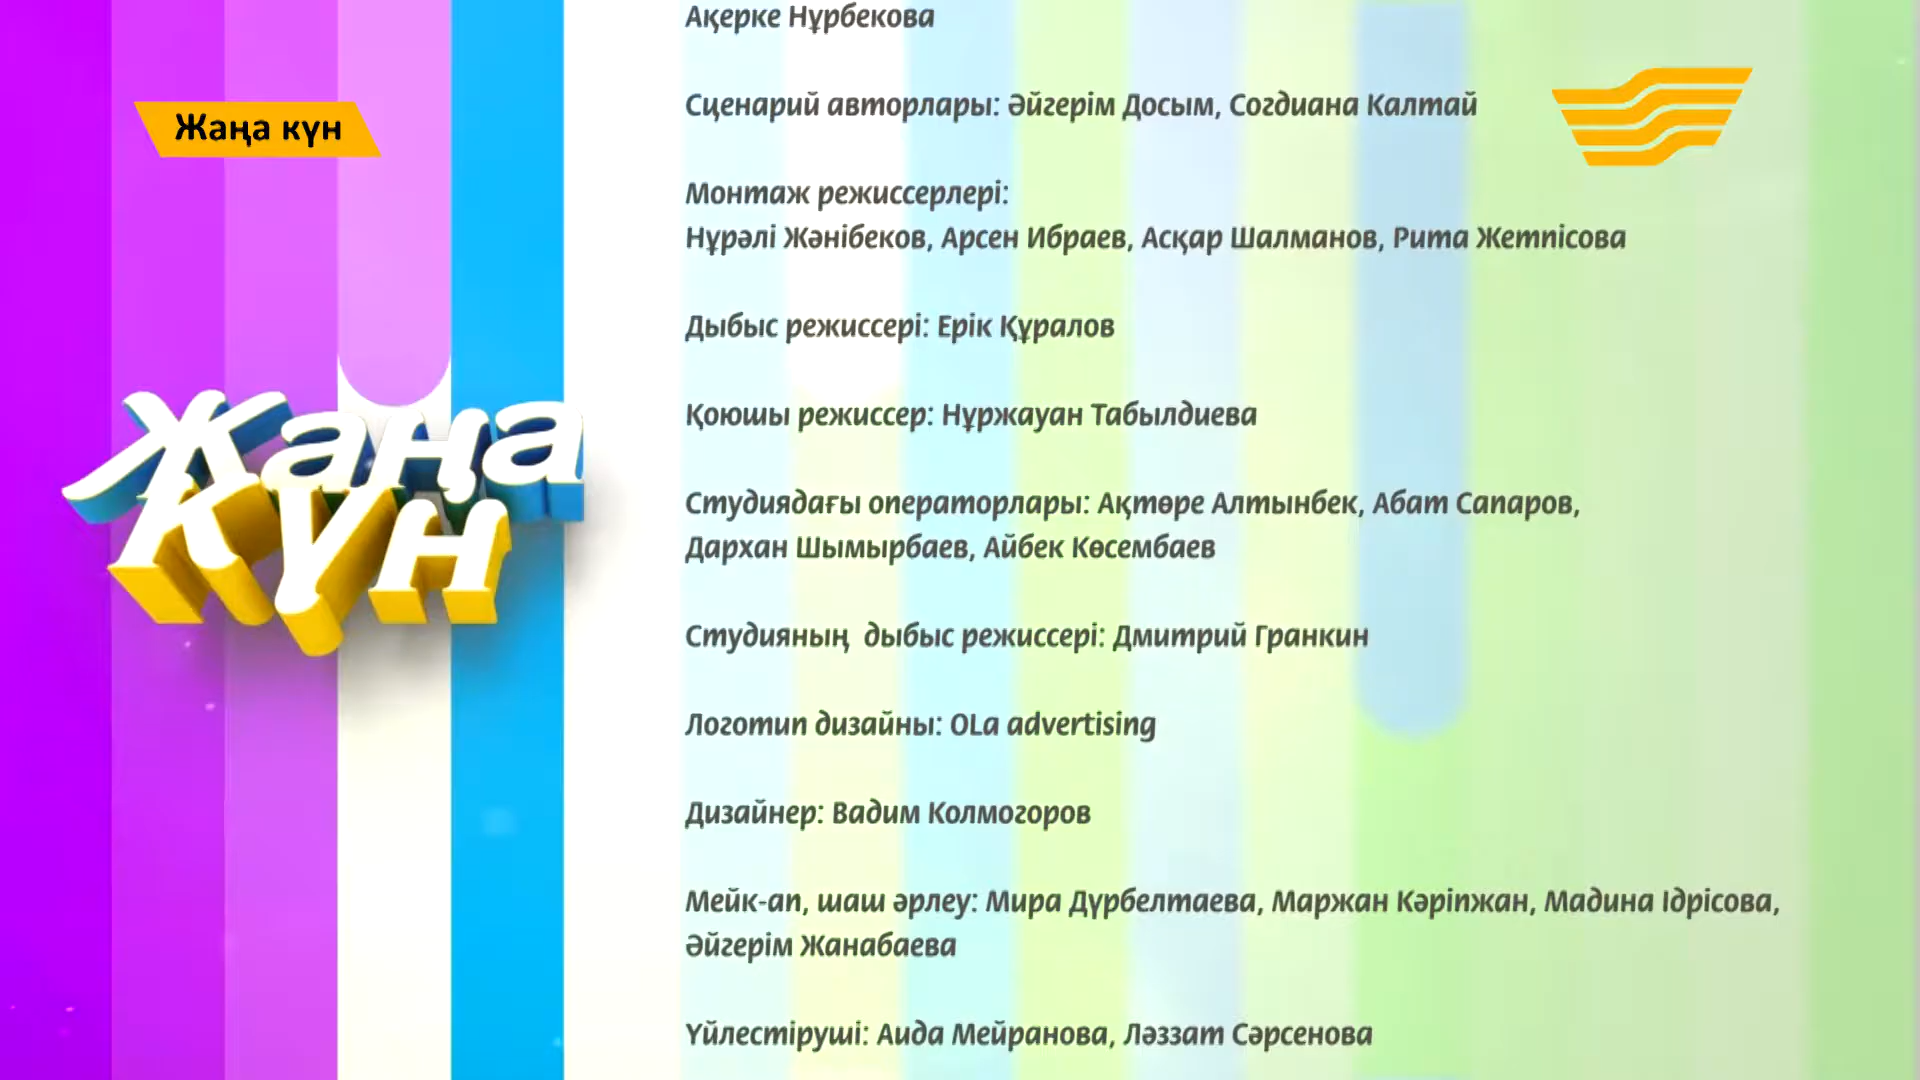 Жаңа күн
Жаңа
Күн
Ақерке Нұрбекова
Сценарий авторлары: Әйгерім Досым, Согдиана Калтай
Монтаж режиссерлері:
Нұрәлі Жәнібеков, Арсен Ибраев, Асқар Шалманов, Рита Жетпісова
Дыбыс режиссері: Ерік Құралов
Қоюшы режиссер: Нұржауан Табылдиева
Студиядағы операторлары: Ақтөре Алтынбек, Абат Сапаров,
Дархан Шымырбаев, Айбек Көсембаев
Студияның дыбыс режиссері: Дмитрий Гранкин
Логотип дизайны: OLa advertising
Дизайнер: Вадим Колмогоров
Мейк-ап, шаш әрлеу: Мира Дүрбелтаева, Маржан Кәріпжан, Мадина Ідрісова,
Әйгерім Жанабаева
Үйлестіруші: Аида Мейранова, Ләззат Сәрсенова